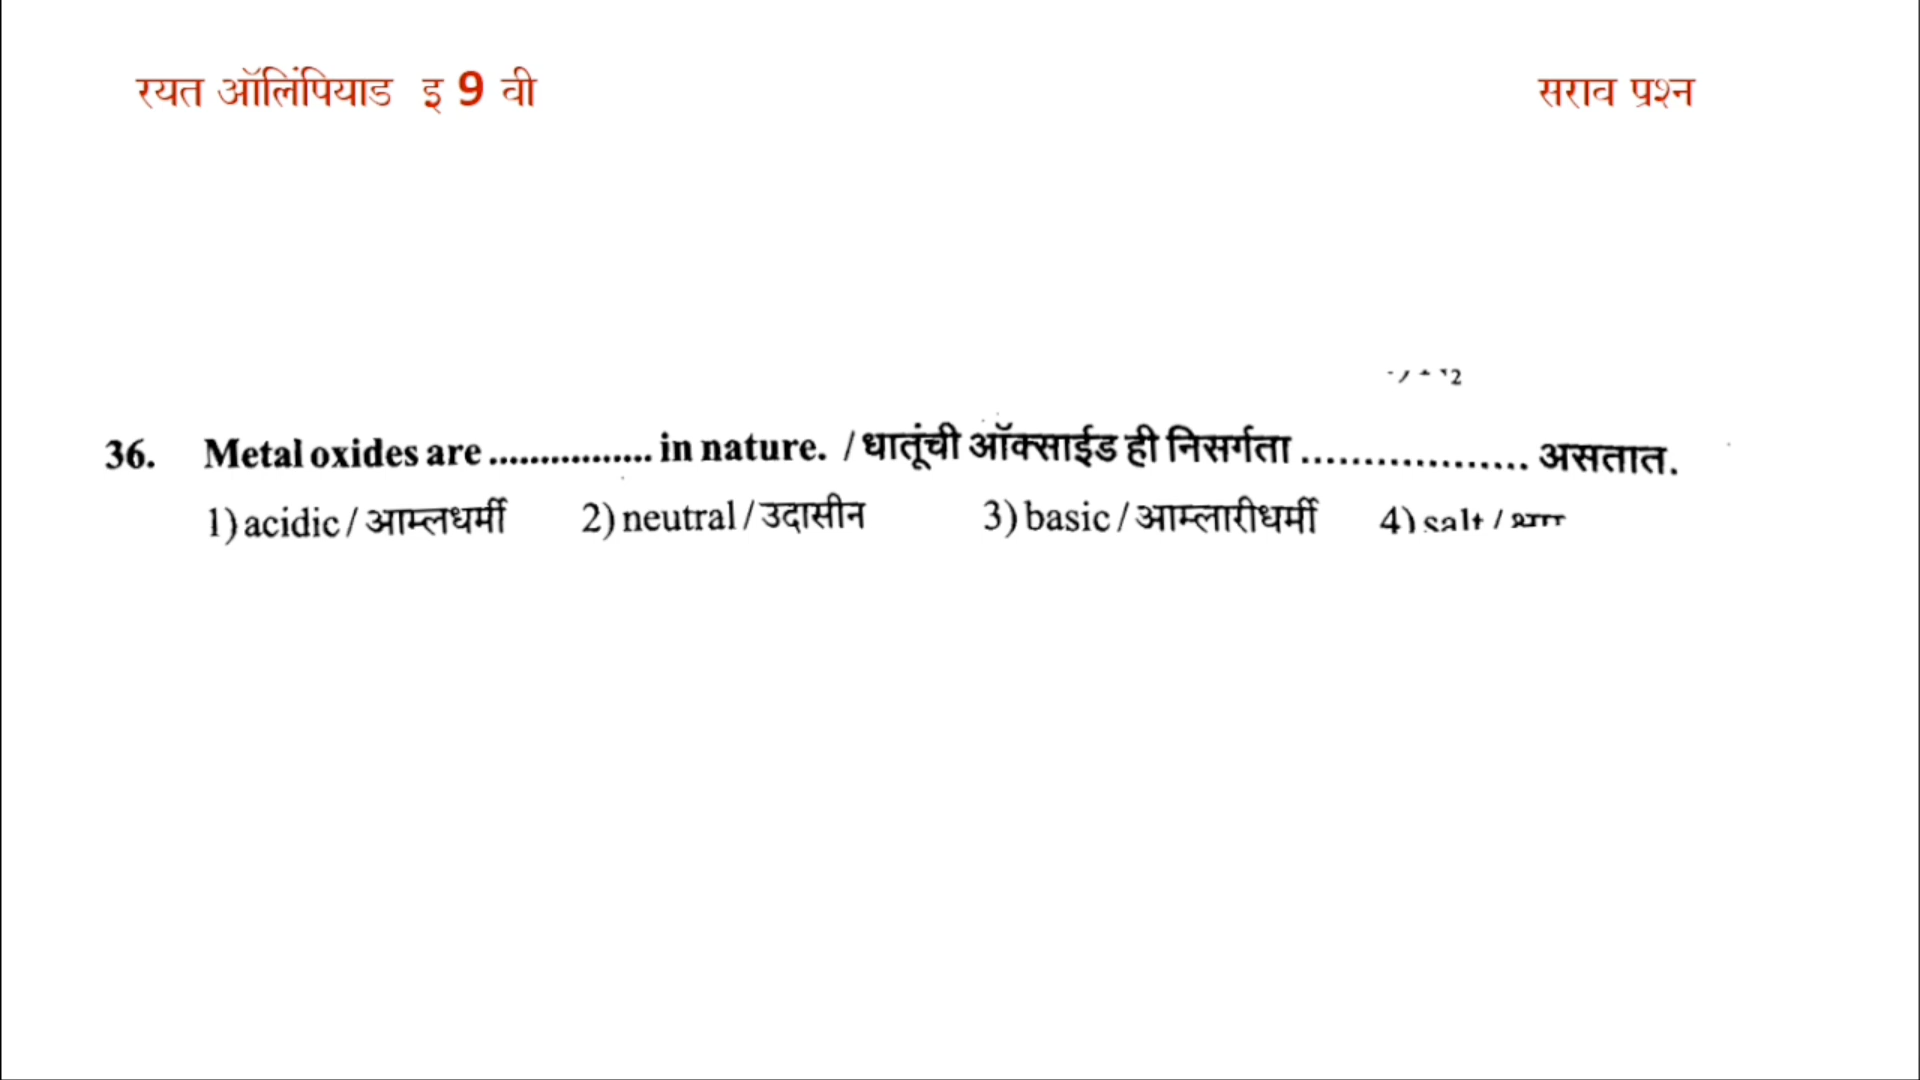 रयत ऑलिंपियाड इ 9 वी
सराव प्रश्न
36. Metal oxides are ................ in nature. / धातूंची ऑक्साईड ही निसर्गता .................. असतात.
1) acidic / आम्लधर्मी 2) neutral / उदासीन 3) basic / आम्लारीधर्मी 4) salt /